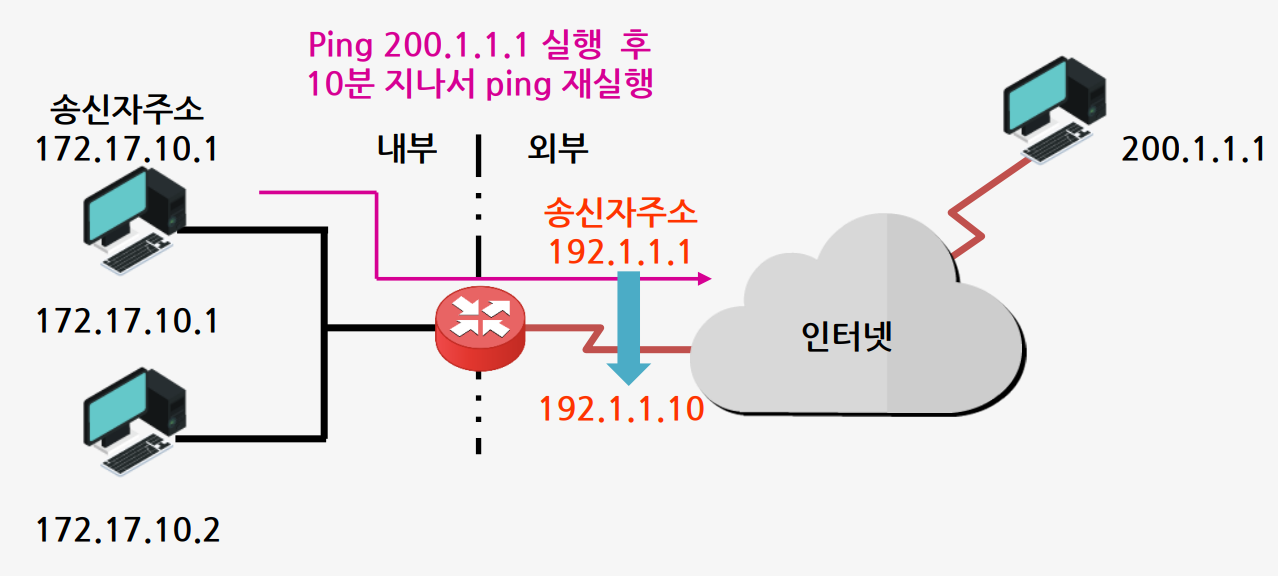 Ping 200.1.1.1 실행 후
10분 지나서 ping 재실행
송신자주소
172.17.10.1
내부
외부
200.1.1.1
송신자주소
192.1.1.1
172.17.10.1
인터넷
192.1.1.10
172.17.10.2